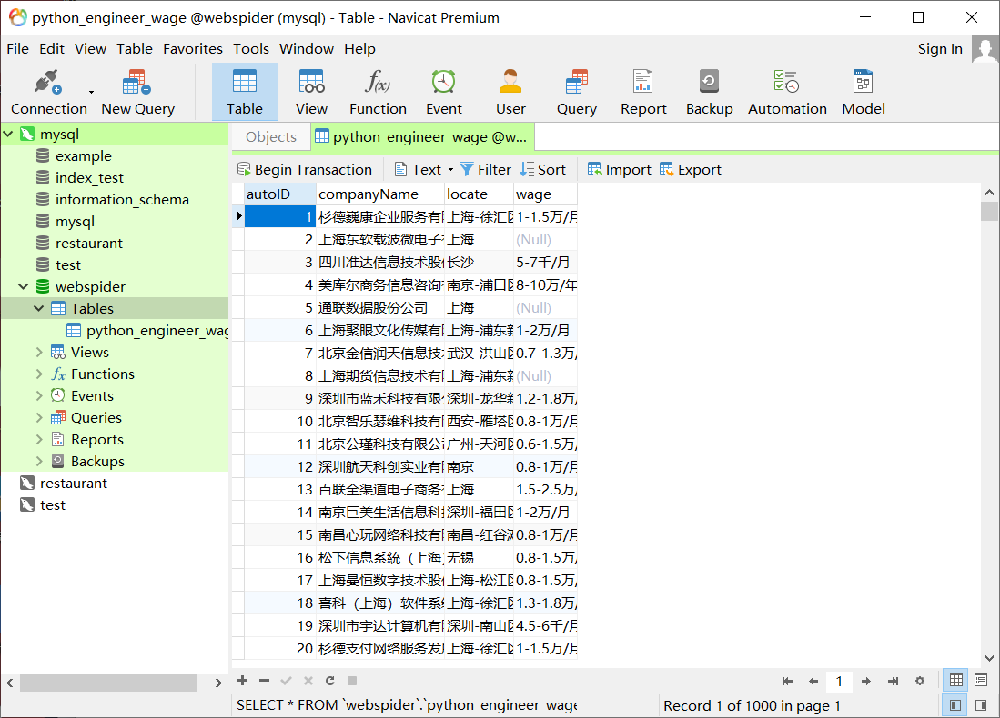 python_engineer_wage @webspider (mysql) - Table - Navicat Premium
File Edit View Table Favorites Tools Window Help Sign In
Connection New Query Table View Function Event User Query Report Backup Automation Model
mysql
example
index_test
information_schema
mysql
restaurant
test
webspider
Tables
python_engineer_wag
Views
Functions
Events
Queries
Reports
Backups
restaurant
test
Objects python_engineer_wage @w...
Begin Transaction Text Filter Sort Import Export
autoID companyName locate wage
1 杉德巍康企业服务有 上海-徐汇区 1-1.5万/月
2 上海东软载波微电子 上海 (Null)
3 四川准达信息技术股 长沙 5-7千/月
4 美库尔商务信息咨询 南京-浦口区 8-10万/年
5 通联数据股份公司 上海 (Null)
6 上海聚眼文化传媒有 上海-浦东新 1-2万/月
7 北京金信润天信息技 武汉-洪山区 0.7-1.3万/
8 上海期货信息技术有 上海-浦东新 (Null)
9 深圳市蓝禾科技有限 深圳-龙华新 1.2-1.8万/
10 北京智乐瑟维科技有 西安-雁塔区 0.8-1万/月
11 北京公瑾科技有限公 广州-天河区 0.6-1.5万/
12 深圳航天科创实业有 南京 0.8-1万/月
13 百联全渠道电子商务 上海 1.5-2.5万/
14 南京巨美生活信息科 深圳-福田区 1-2万/月
15 南昌心玩网络科技有 南昌-红谷 0.8-1万/月
16 松下信息系统（上海 无锡 0.8-1.5万/
17 上海曼恒数字技术股 上海-松江区 0.8-1.5万/
18 喜科（上海）软件系 上海-徐汇区 1.3-1.8万/
19 深圳市宇达计算机有 深圳-南山区 4.5-6千/月
20 杉德支付网络服务发 上海-徐汇区 1-1.5万/月
1
SELECT * FROM `webspider`.`python_engineer_wage Record 1 of 1000 in page 1